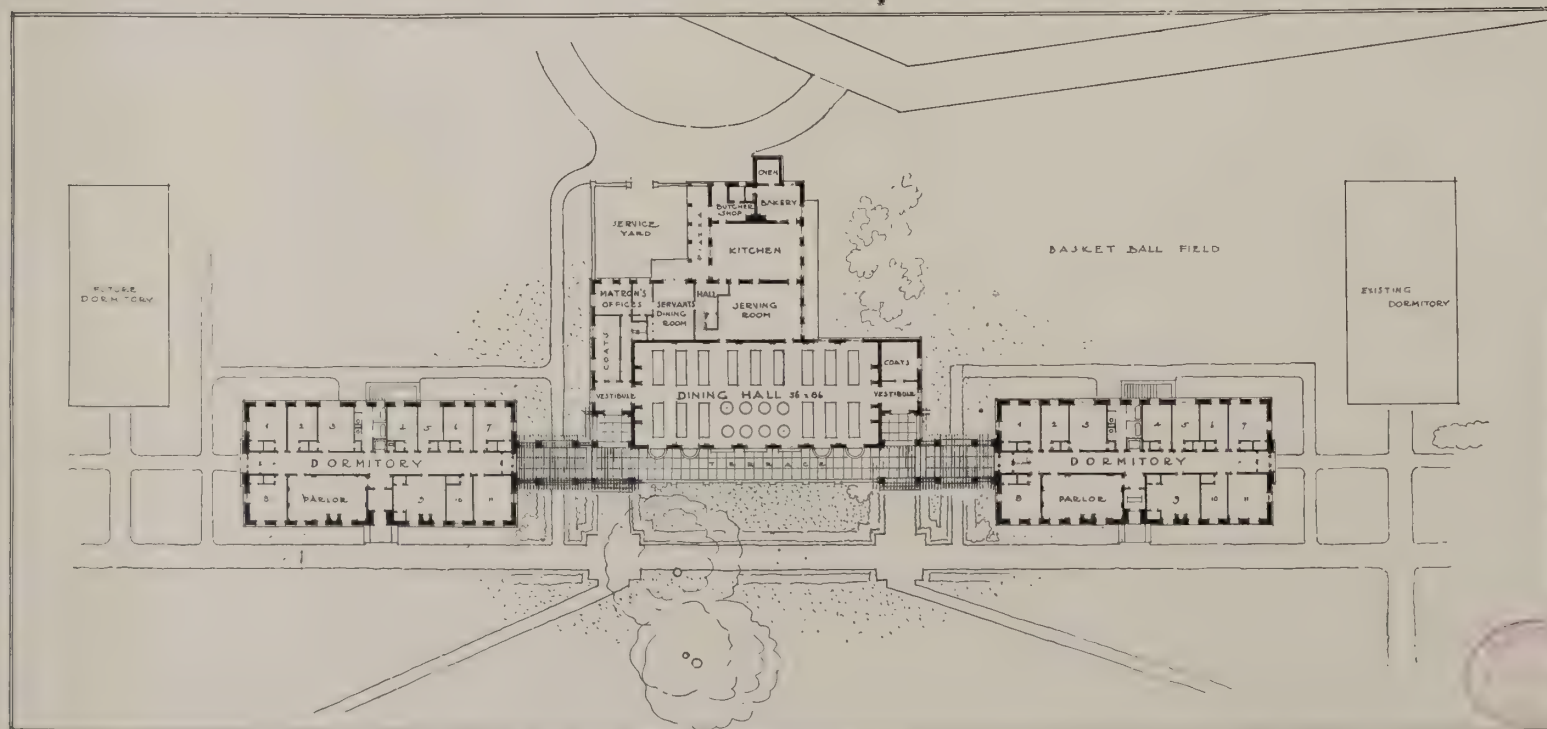 OVEN
BUTCHER
SHOP
BAKERY
SERVICE
YARD
KITCHEN
BASKET BALL FIELD
FUTURE
DORMITORY
EXISTING
DORMITORY
MATRON'S
OFFICES
SERVANTS
DINING
ROOM
HALL
SERVING
ROOM
COATS
COATS
VESTIBULE
DINING HALL 36 x 86
VESTIBULE
1 2 3 4 5 6 7
DORMITORY
8 PARLOR 9 10 11
TERRACE
1 2 3 4 5 6 7
DORMITORY
8 PARLOR 9 10 11